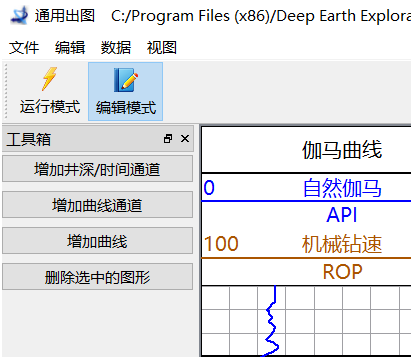 通用出图 C:/Program Files (x86)/Deep Earth Explora
文件 编辑 数据 视图
运行模式 编辑模式
工具箱
增加井深/时间通道
增加曲线通道
增加曲线
删除选中的图形
伽马曲线
0 自然伽马
API
100 机械钻速
ROP